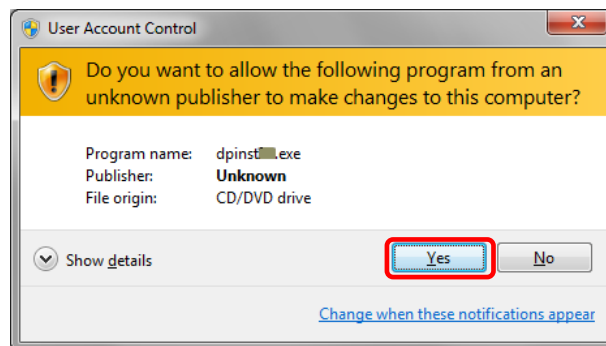 User Account Control
Do you want to allow the following program from an
unknown publisher to make changes to this computer?
Program name: dpinst .exe
Publisher: Unknown
File origin: CD/DVD drive
Show details Yes No
Change when these notifications appear